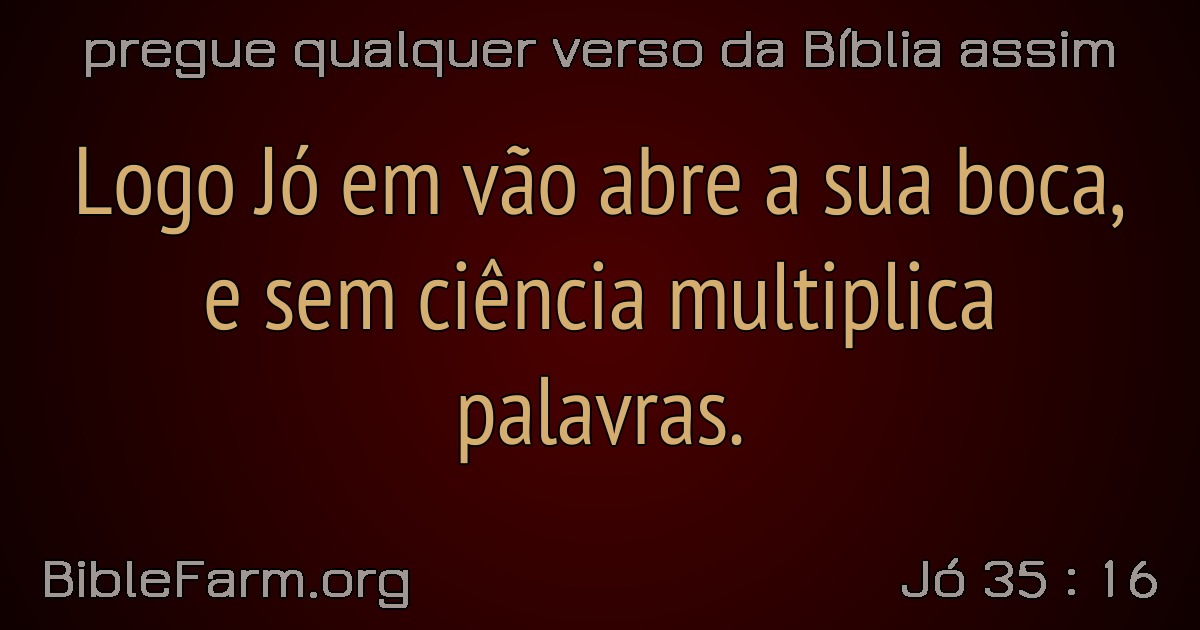 pregue qualquer verso da Bíblia assim
Logo Jó em vão abre a sua boca,
e sem ciência multiplica
palavras.
BibleFarm.org
Jó 35 : 16